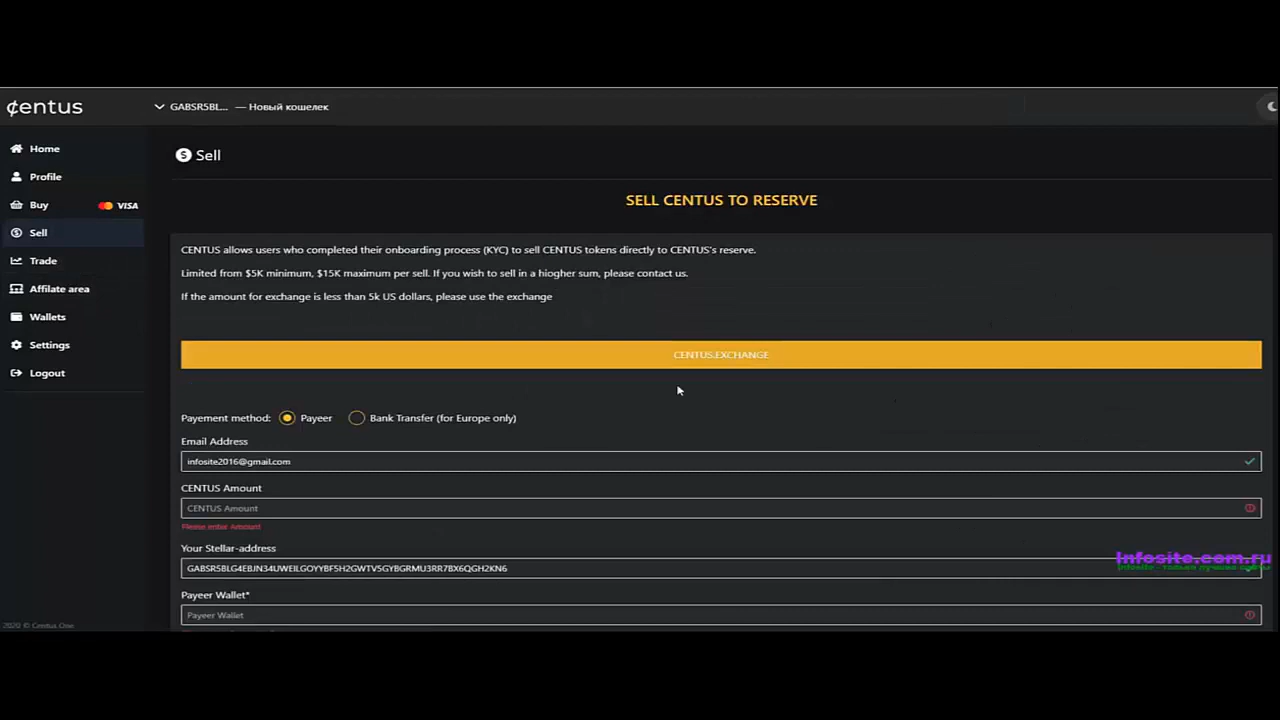 ¢entus
GABSR5BL... — Новый кошелек
Home
Profile
Buy VISA
Sell
Trade
Affilate area
Wallets
Settings
Logout
2020 © Centus.One
Sell
SELL CENTUS TO RESERVE
CENTUS allows users who completed their onboarding process (KYC) to sell CENTUS tokens directly to CENTUS's reserve.
Limited from $5K minimum, $15K maximum per sell. If you wish to sell in a hiogher sum, please contact us.
If the amount for exchange is less than 5k US dollars, please use the exchange
CENTUS.EXCHANGE
Payement method: Payeer Bank Transfer (for Europe only)
Email Address
infosite2016@gmail.com
CENTUS Amount
CENTUS Amount
Please enter Amount
Your Stellar-address
Infosite.com.ru
Infosite - только лучшие сайты
Payeer Wallet*
Payeer Wallet